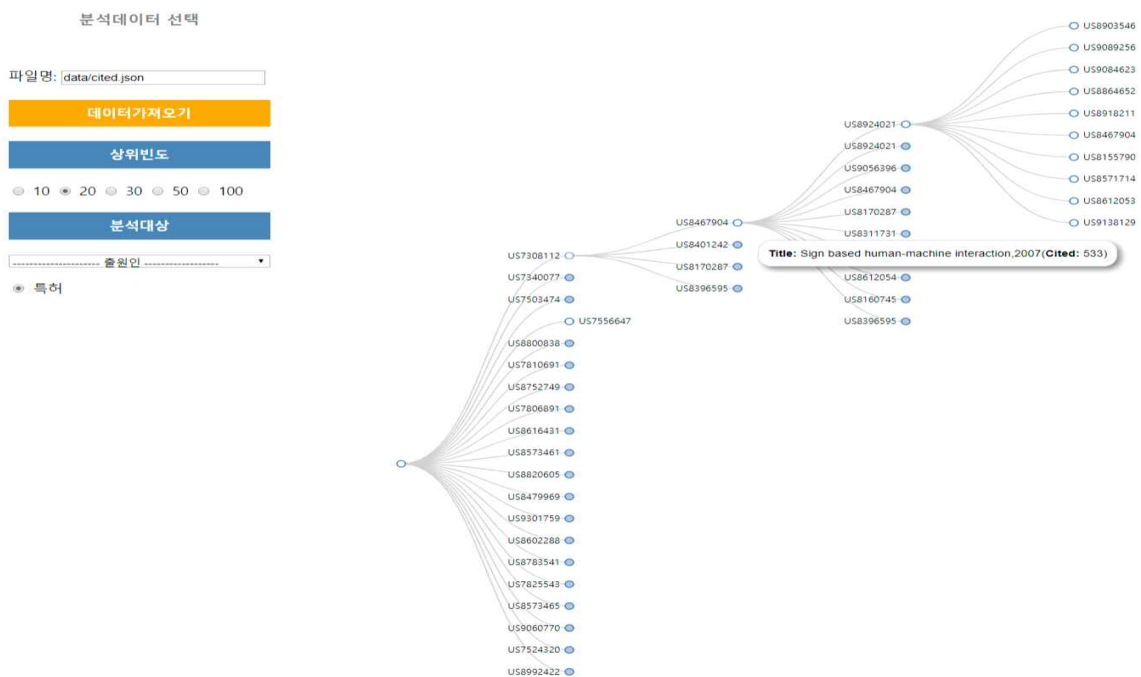 분석데이터 선택
파일명: data/cited.json
데이터가져오기
상위빈도
10 20 30 50 100
분석대상
-------------------- 출원인 -----------------
특허
US7308112
US7340077
US7503474
US7556647
US8800838
US7810691
US8752749
US7806891
US8616431
US8573461
US8820605
US8479969
US9301759
US8602288
US8783541
US7825543
US8573465
US9060770
US7524320
US8992422
US8467904
US8401242
US8170287
US8396595
US8924021
US8924021
US9056396
US8467904
US8170287
US8311731
Title: Sign based human-machine interaction,2007(Cited: 533)
US8612054
US8160745
US8396595
US8903546
US9089256
US9084623
US8864652
US8918211
US8467904
US8155790
US8571714
US8612053
US9138129